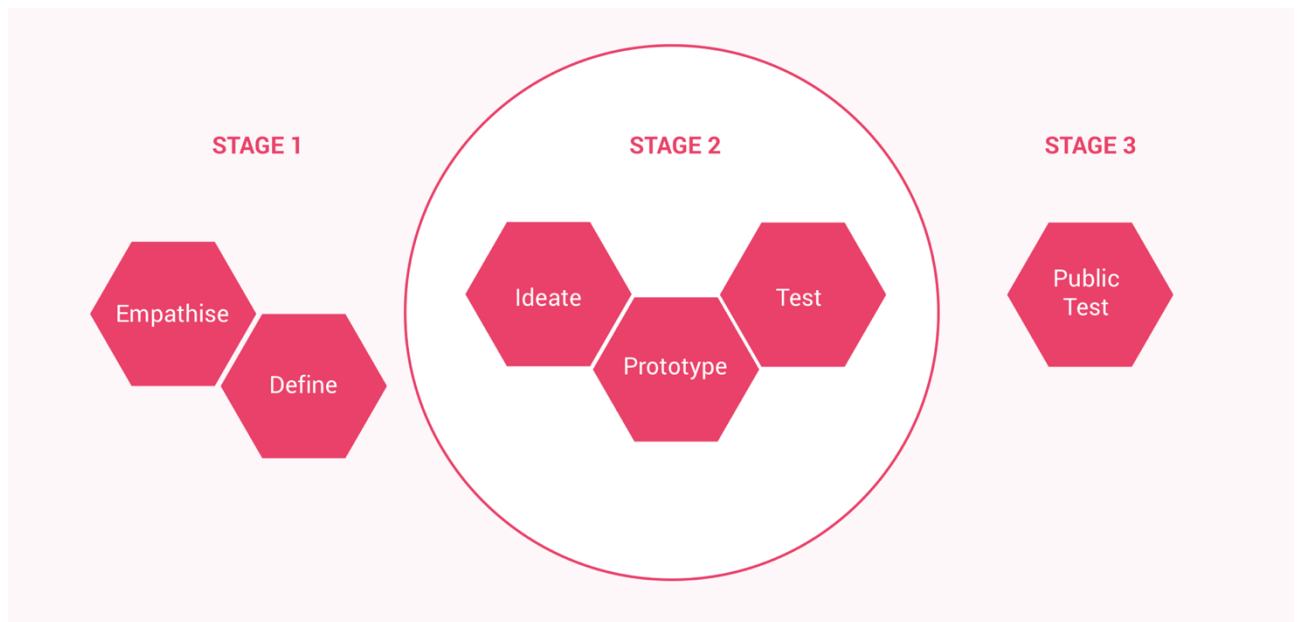 STAGE 1
STAGE 2
STAGE 3
Empathise
Define
Ideate
Prototype
Test
Public
Test